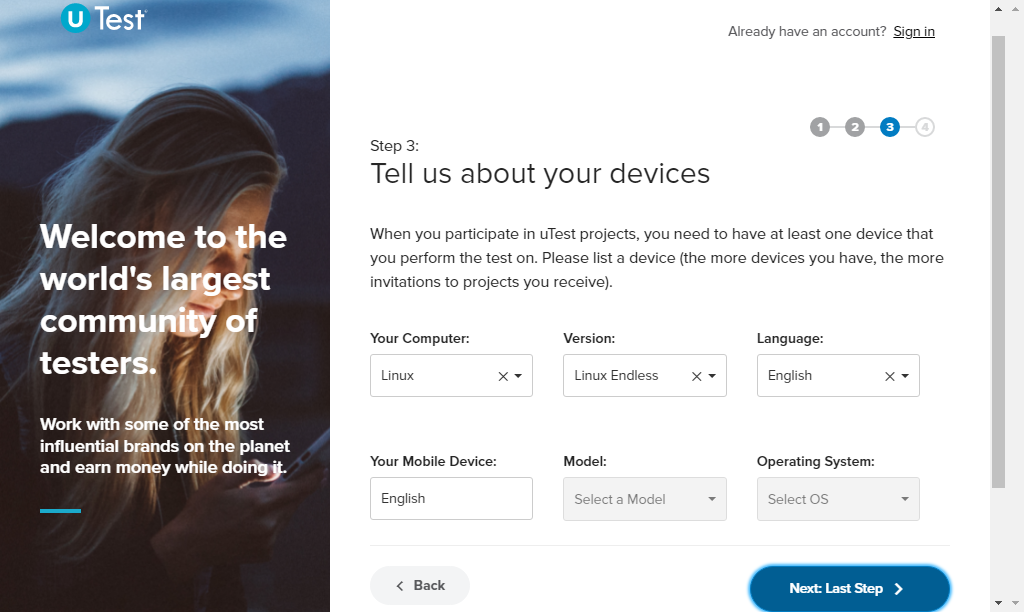 U Test
Already have an account? Sign in
1 2 3 4
Step 3:
Tell us about your devices
Welcome to the
world's largest
community of
testers.
Work with some of the most
influential brands on the planet
and earn money while doing it.
When you participate in uTest projects, you need to have at least one device that
you perform the test on. Please list a device (the more devices you have, the more
invitations to projects you receive).
Your Computer: Version: Language:
Linux Linux Endless English
Your Mobile Device: Model: Operating System:
English Select a Model Select OS
Back Next: Last Step